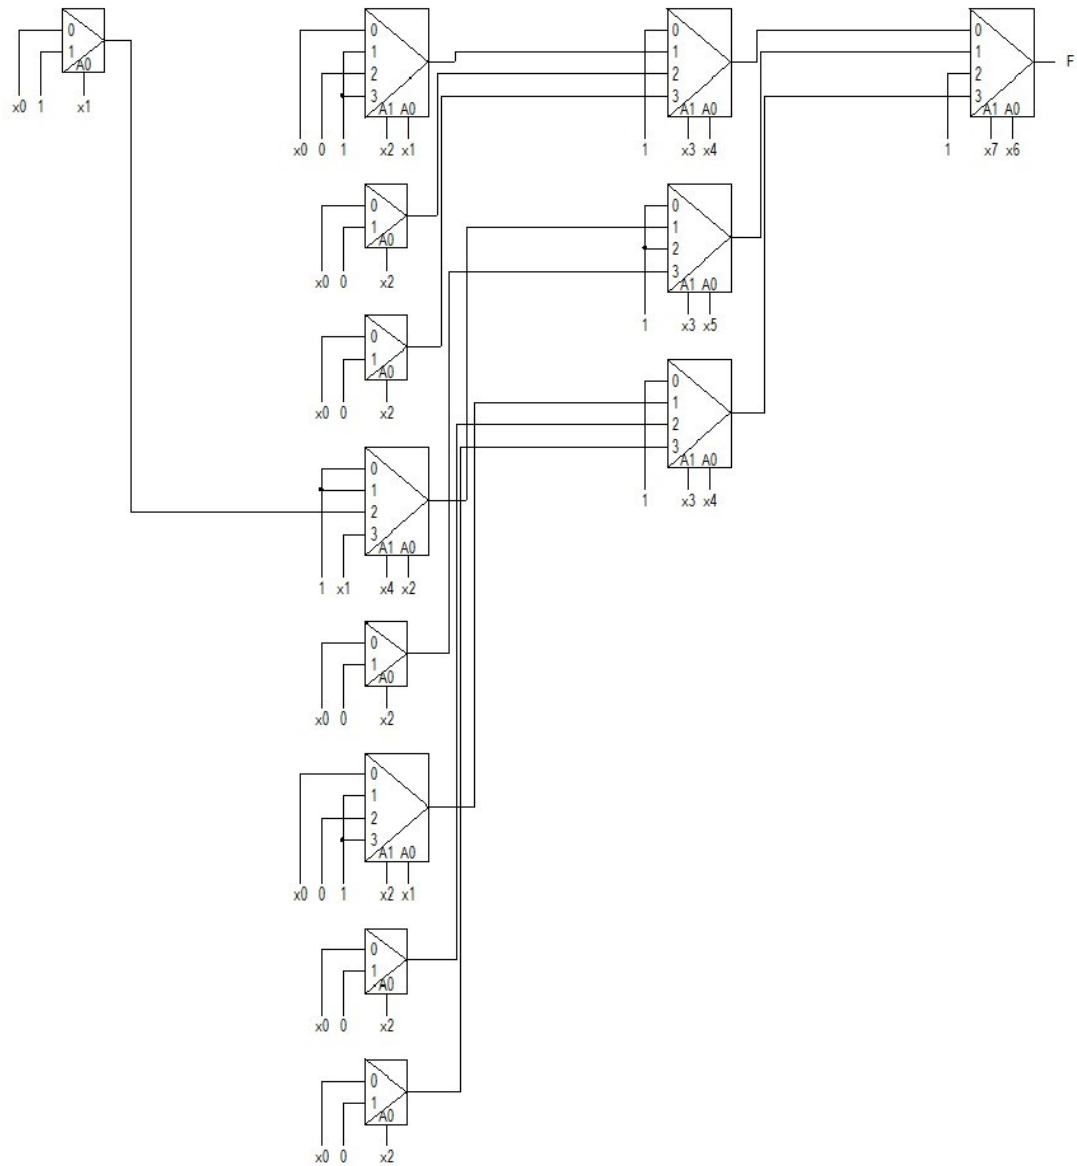 0 0 0 0
1 1 1 1
A0 2 2 2 F
3 3 3
x0 1 x1 A1 A0 A1 A0 A1 A0
x0 0 1 x2 x1 1 x3 x4 1 x7 x6
0 0
1 1
A0 2
3
x0 0 x2 A1 A0
1 x3 x5
0
1
A0 0
1
x0 0 x2 2
3
A1 A0
0 1 x3 x4
1
2
3
A1 A0
1 x1 x4 x2
0
1
A0
x0 0 x2
0
1
2
3
A1 A0
x0 0 1 x2 x1
0
1
A0
x0 0 x2
0
1
A0
x0 0 x2